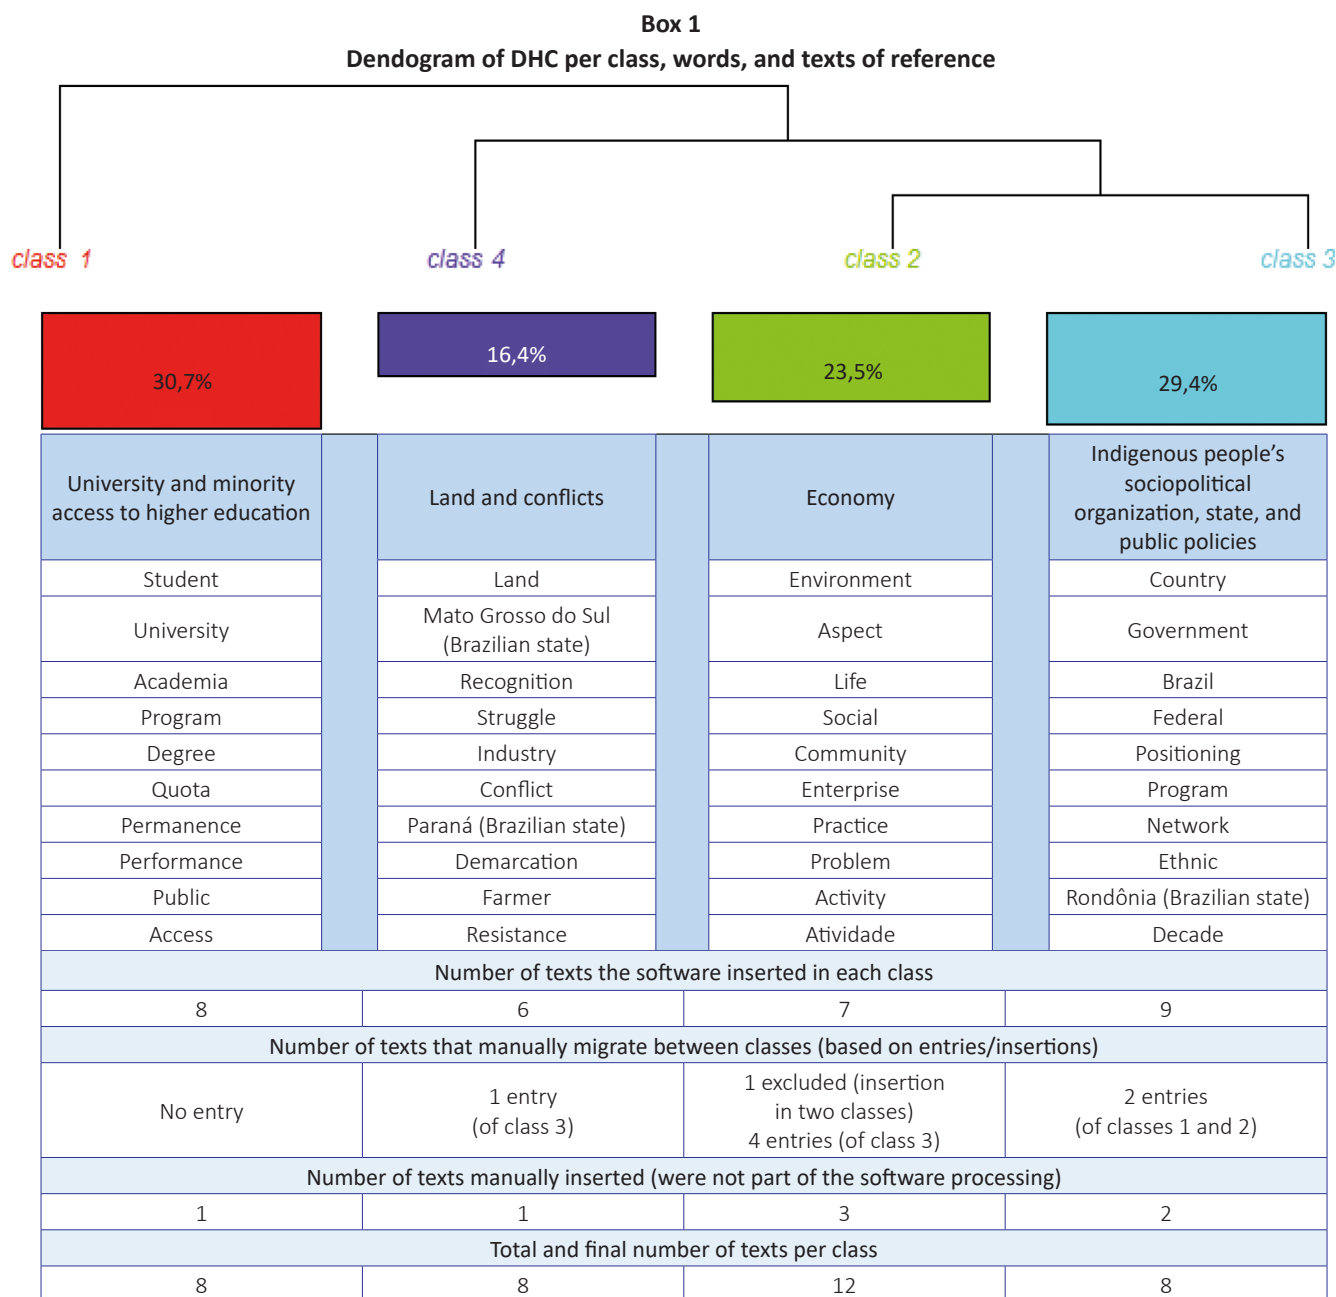 Box 1
Dendogram of DHC per class, words, and texts of reference
class 1
class 4
class 2
class 3
30,7%
16,4%
23,5%
29,4%
University and minority
access to higher education
Land and conflicts
Economy
Indigenous people’s
sociopolitical
organization, state, and
public policies
Student
Land
Environment
Country
University
Mato Grosso do Sul
(Brazilian state)
Aspect
Government
Academia
Recognition
Life
Brazil
Program
Struggle
Social
Federal
Degree
Industry
Community
Positioning
Quota
Conflict
Enterprise
Program
Permanence
Paraná (Brazilian state)
Practice
Network
Performance
Demarcation
Problem
Ethnic
Public
Farmer
Activity
Rondônia (Brazilian state)
Access
Resistance
Atividade
Decade
Number of texts the software inserted in each class
8
6
7
9
Number of texts that manually migrate between classes (based on entries/insertions)
No entry
1 entry
(of class 3)
1 excluded (insertion
in two classes)
4 entries (of class 3)
2 entries
(of classes 1 and 2)
Number of texts manually inserted (were not part of the software processing)
1
1
3
2
Total and final number of texts per class
8
8
12
8